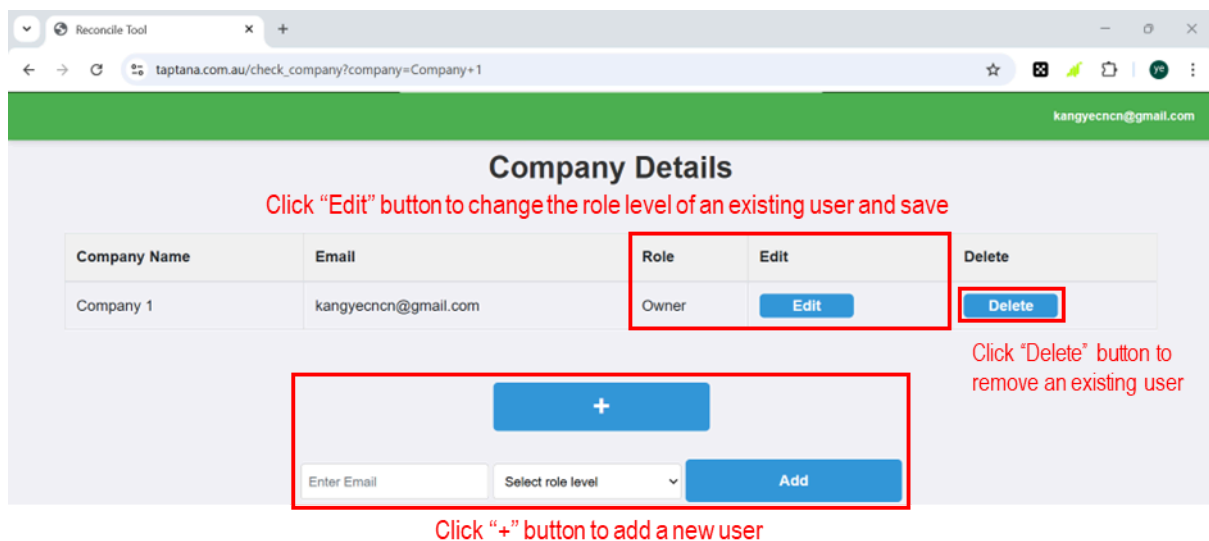 Reconcile Tool
taptana.com.au/check_company?company=Company+1
ye
kangyecncn@gmail.com
Company Details
Click “Edit” button to change the role level of an existing user and save
Company Name Email Role Edit Delete
Company 1 kangyecncn@gmail.com Owner Edit Delete
Click “Delete” button to
remove an existing user
+
Enter Email Select role level Add
Click “+” button to add a new user